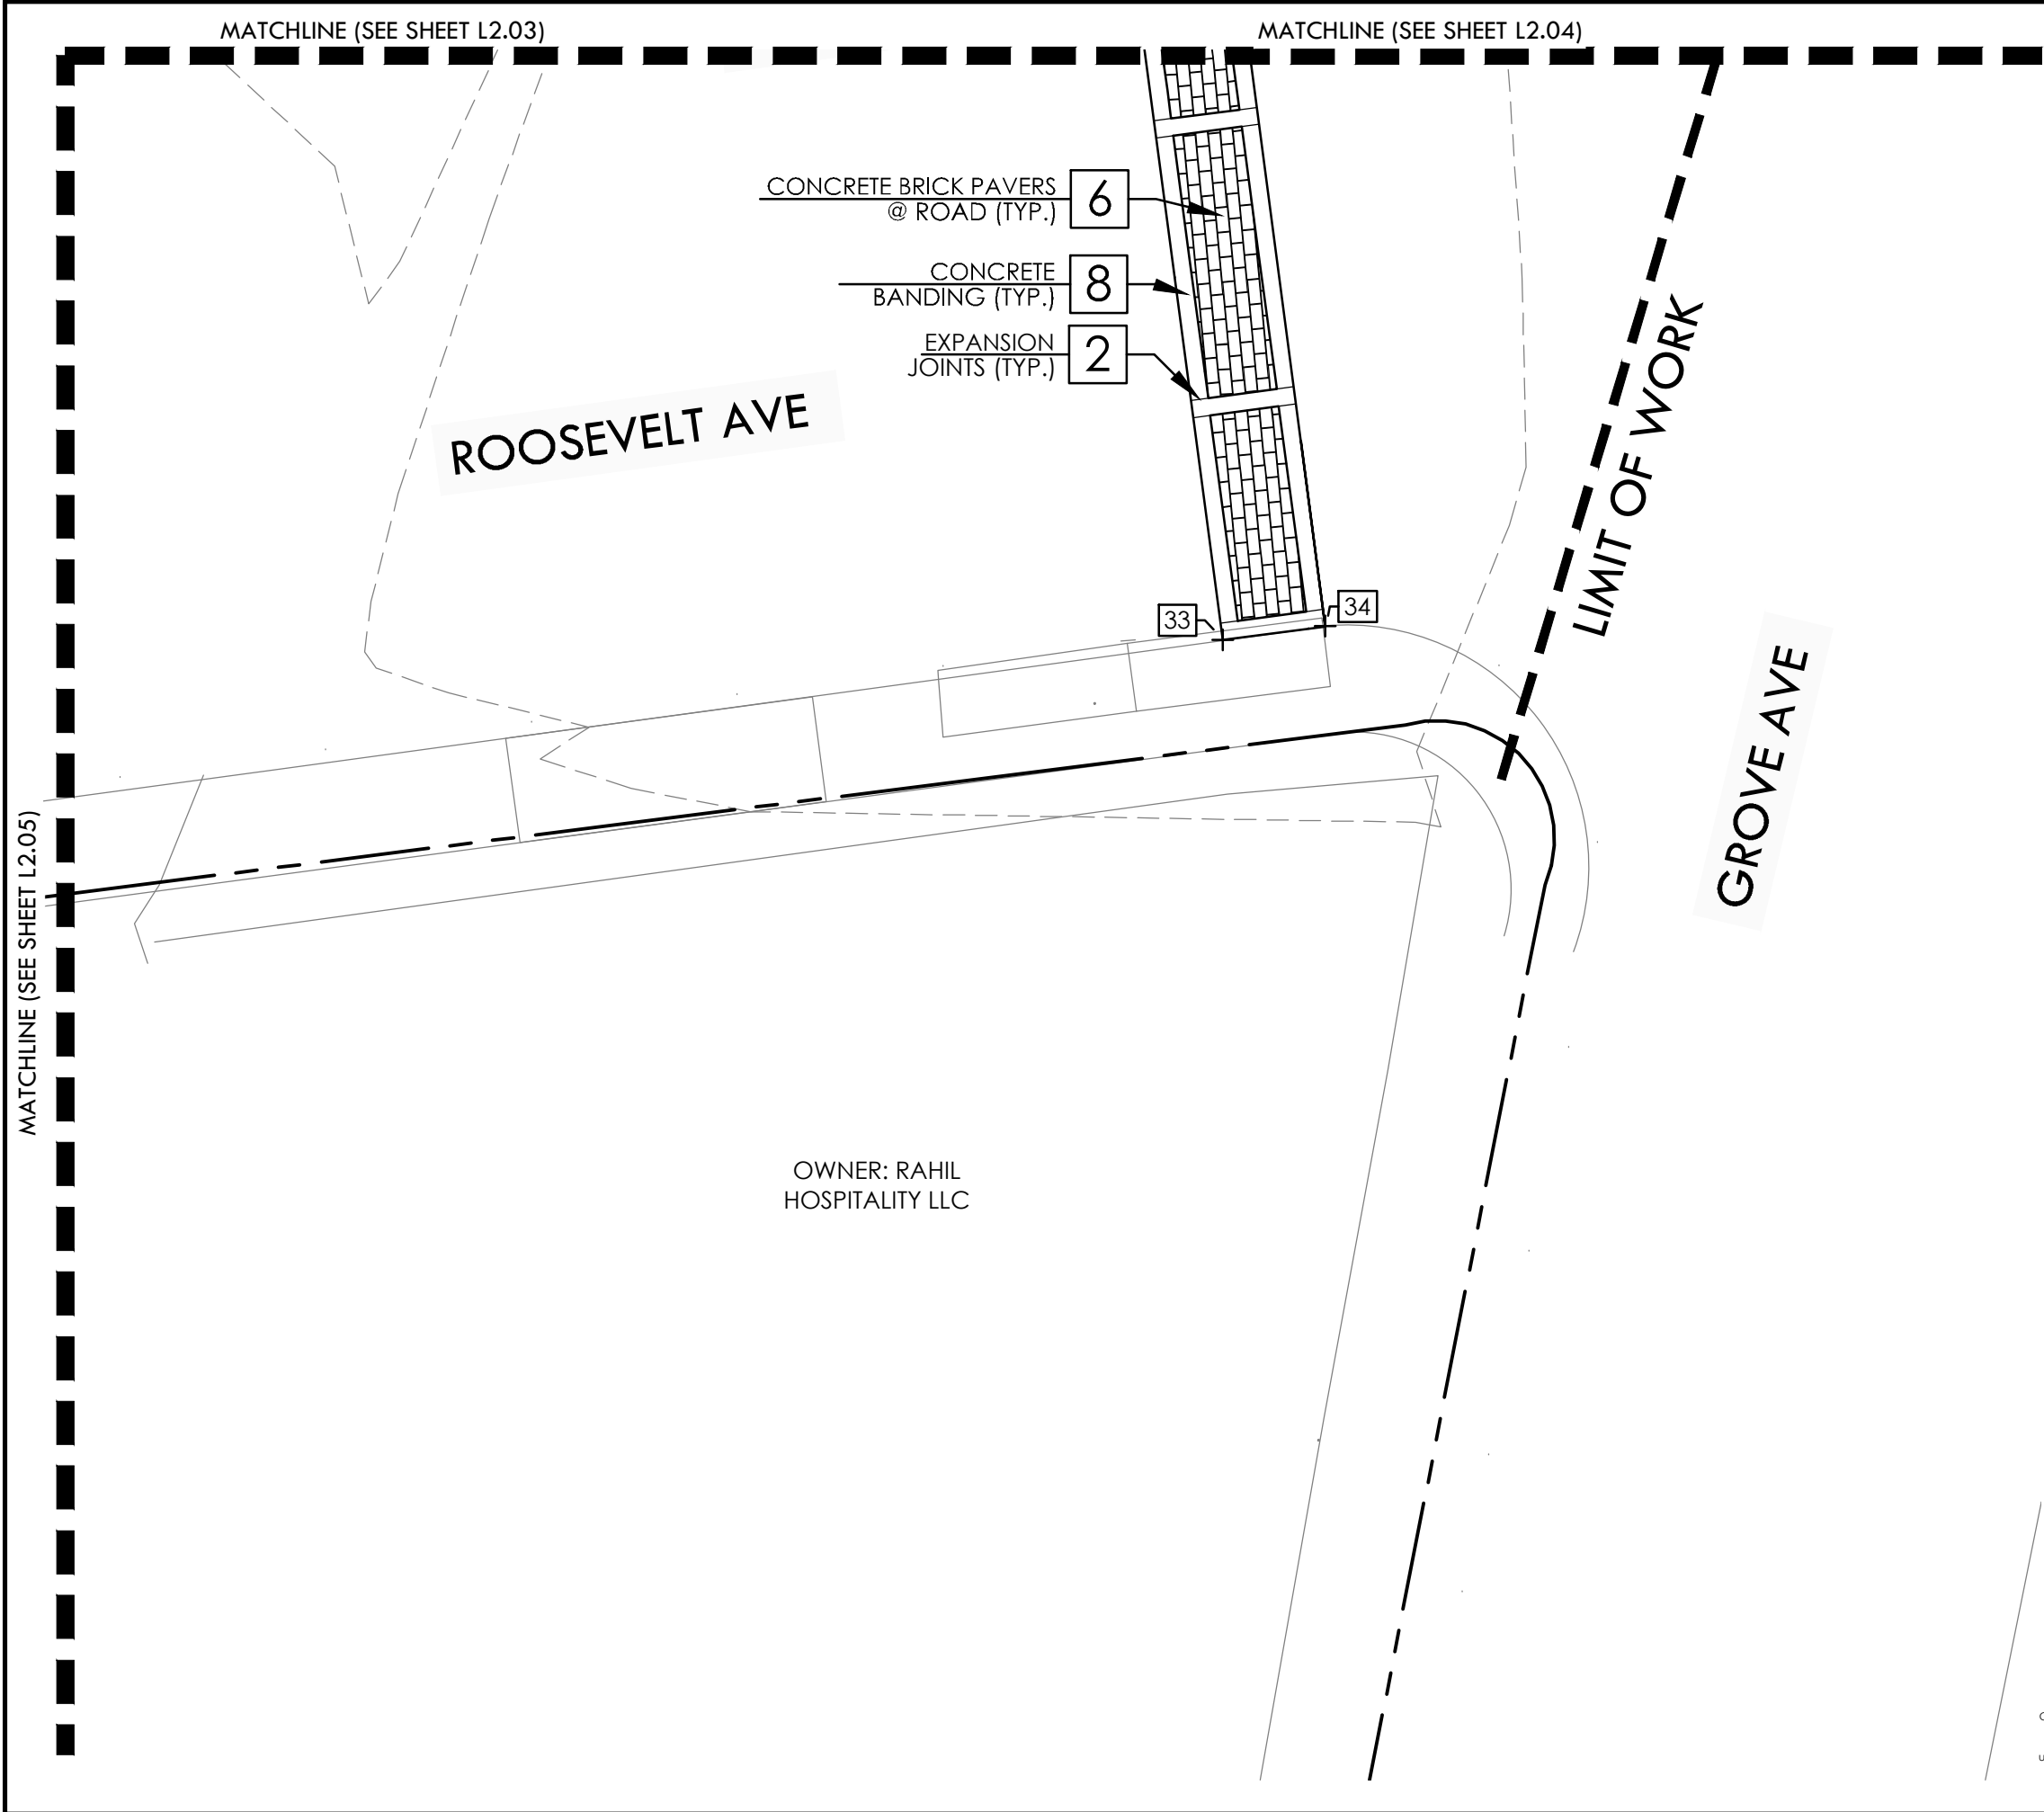 MATCHLINE (SEE SHEET L2.03)
MATCHLINE (SEE SHEET L2.04)
CONCRETE BRICK PAVERS
@ ROAD (TYP.)
6
CONCRETE
BANDING (TYP.)
8
EXPANSION
JOINTS (TYP.)
2
ROOSEVELT AVE
LIMIT OF WORK
33
34
GROVE AVE
MATCHLINE (SEE SHEET L2.05)
OWNER: RAHIL
HOSPITALITY LLC